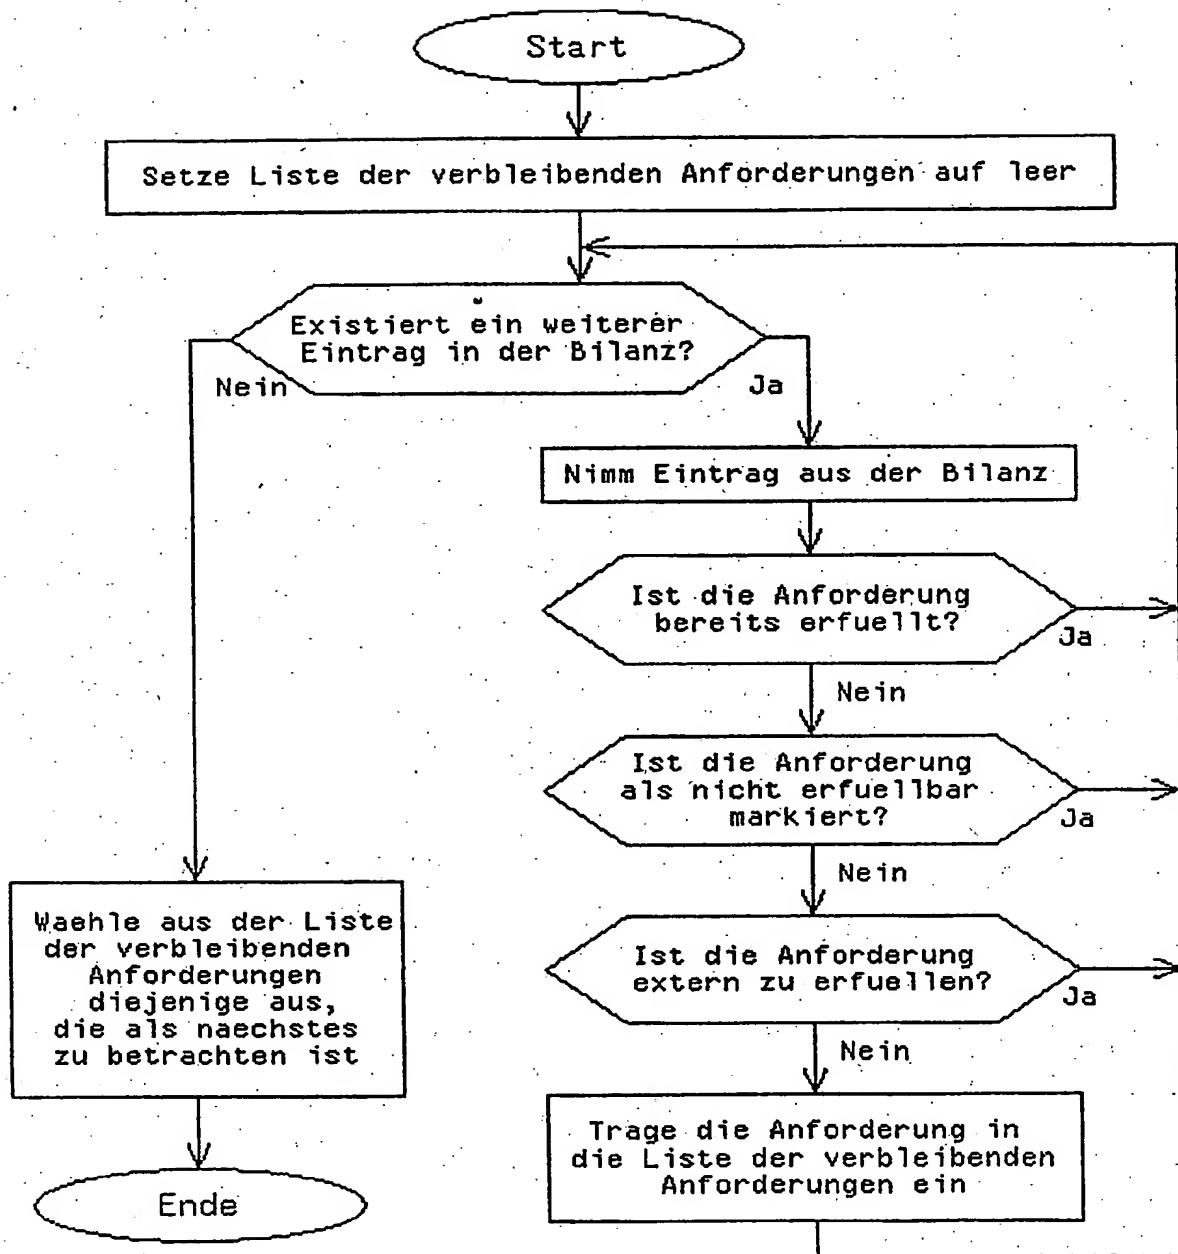 Start
Setze Liste der verbleibenden Anforderungen auf leer
Existiert ein weiterer
Eintrag in der Bilanz?
Nein
Ja
Nimm Eintrag aus der Bilanz
Ist die Anforderung
bereits erfuellt?
Ja
Nein
Ist die Anforderung
als nicht erfuellbar
markiert?
Ja
Nein
Ist die Anforderung
extern zu erfuellen?
Ja
Nein
Trage die Anforderung in
die Liste der verbleibenden
Anforderungen ein
Waehle aus der Liste
der verbleibenden
Anforderungen
diejenige aus,
die als naechstes
zu betrachten ist
Ende